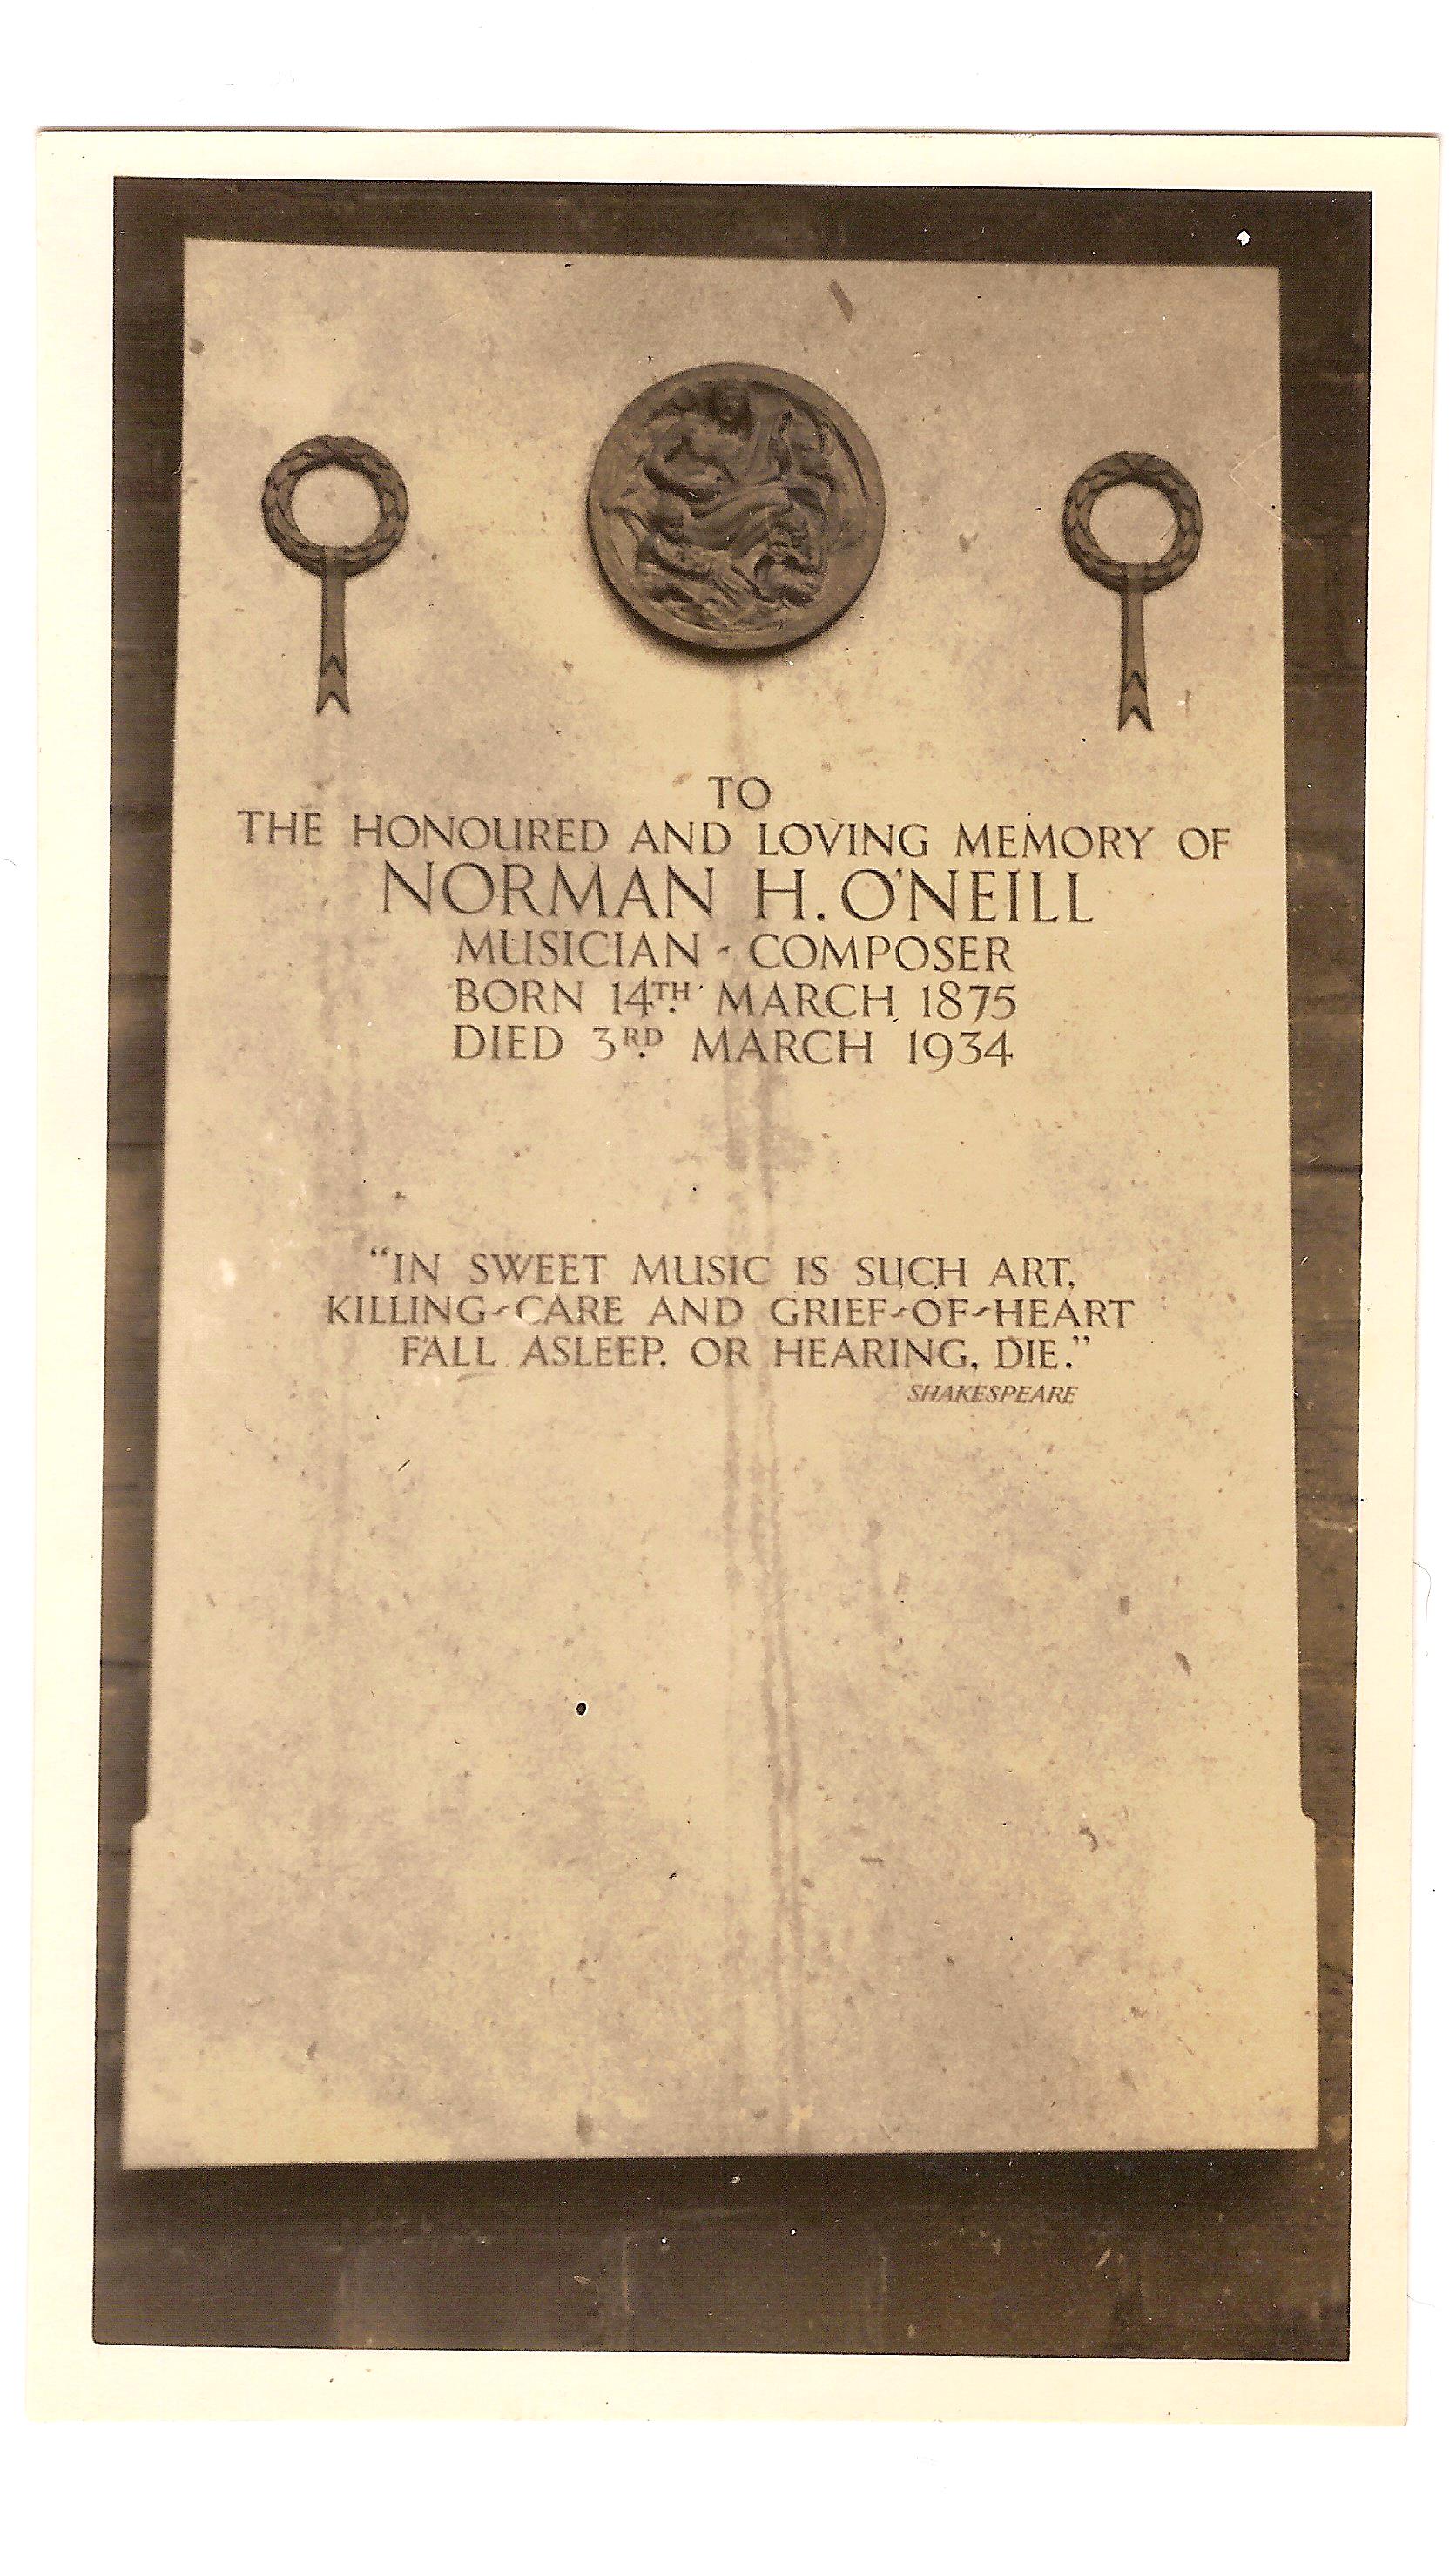 TO
THE HONOURED AND LOVING MEMORY OF
NORMAN H. O'NEILL
MUSICIAN - COMPOSER
BORN 14TH. MARCH 1875
DIED 3RD. MARCH 1934
"IN SWEET MUSIC IS SUCH ART,
KILLING-CARE AND GRIEF-OF-HEART
FALL ASLEEP, OR HEARING, DIE."
SHAKESPEARE